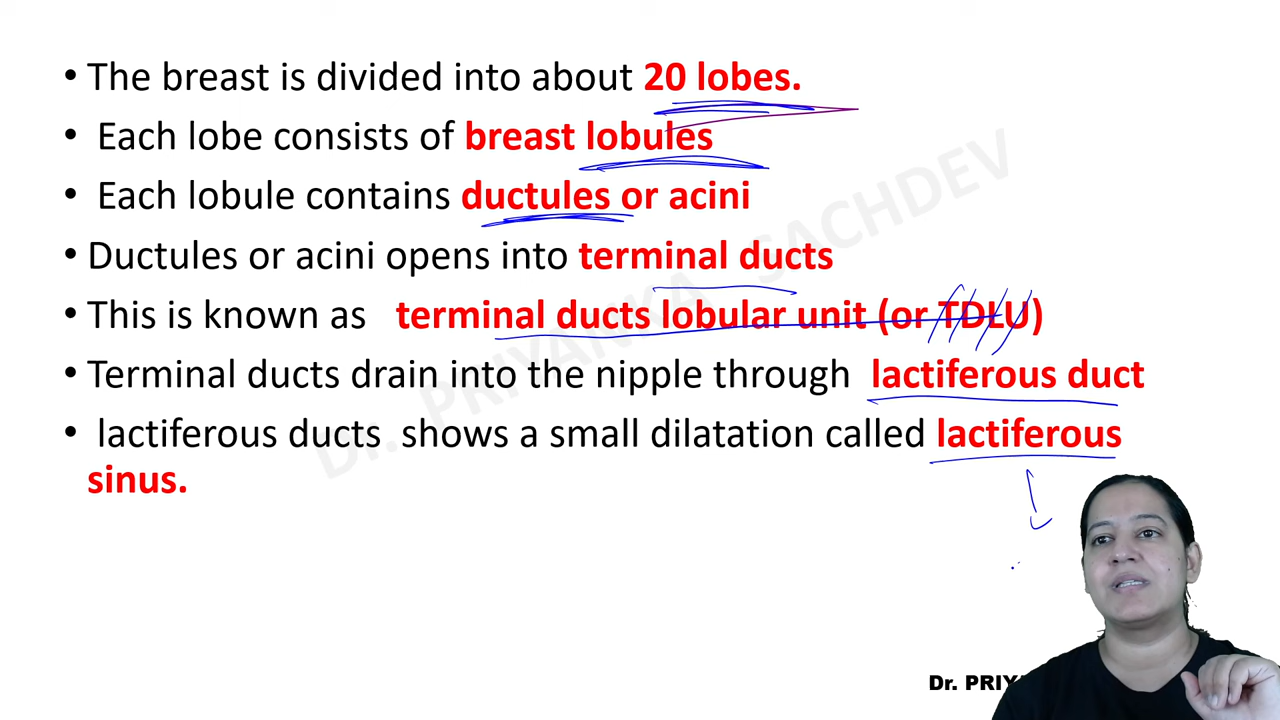 • The breast is divided into about 20 lobes.
• Each lobe consists of breast lobules
• Each lobule contains ductules or acini
• Ductules or acini opens into terminal ducts
• This is known as terminal ducts lobular unit (or TDLU)
• Terminal ducts drain into the nipple through lactiferous duct
• lactiferous ducts shows a small dilatation called lactiferous
sinus.
Dr. PRIYANKA SACHDEV
Dr.